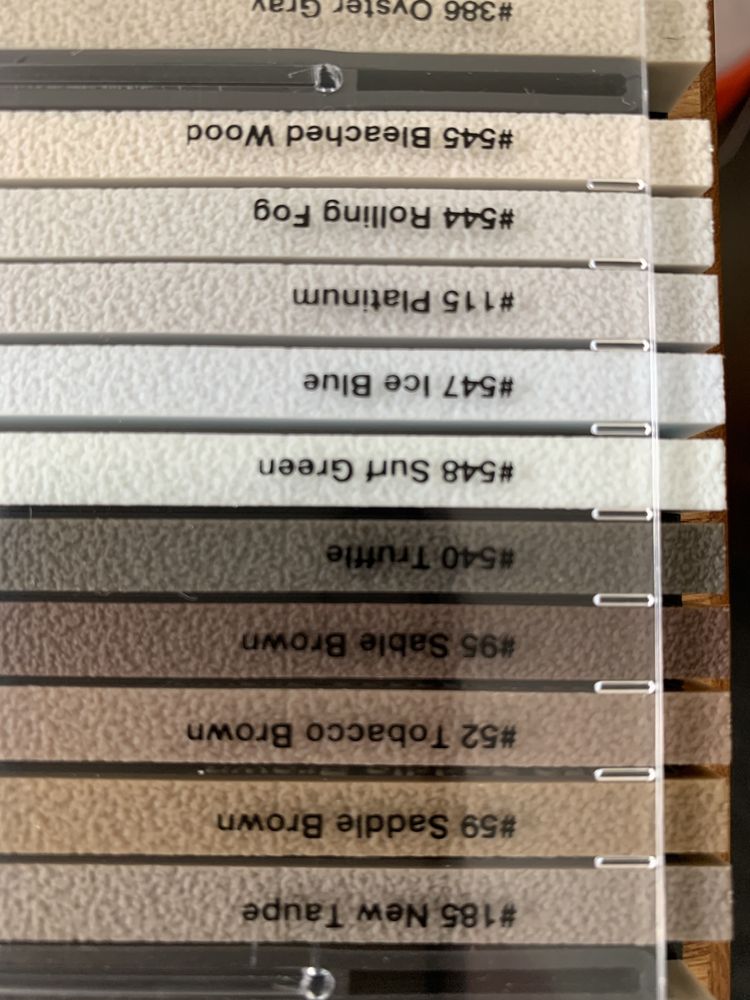 #185 New Taupe
#59 Saddle Brown
#52 Tobacco Brown
#95 Sable Brown
#540 Truffle
#548 Surf Green
#547 Ice Blue
#115 Platinum
#544 Rolling Fog
#545 Bleached Wood
#386 Oyster Gray